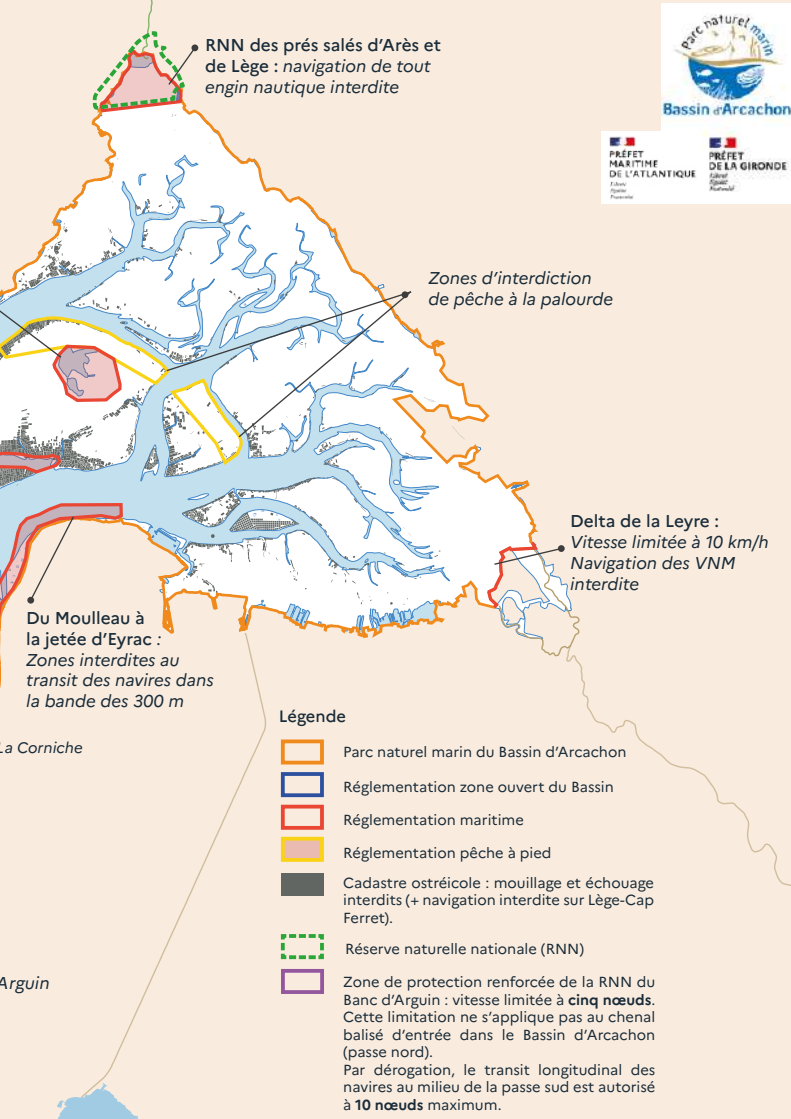 RNN des prés salés d'Arès et
de Lège : navigation de tout
engin nautique interdite
Parc naturel marin
Bassin d'Arcachon
PRÉFET
MARITIME
DE L'ATLANTIQUE
Liberté
Égalité
Fraternité
PRÉFET
DE LA GIRONDE
Liberté
Égalité
Fraternité
Zones d'interdiction
de pêche à la palourde
Delta de la Leyre :
Vitesse limitée à 10 km/h
Navigation des VNM
interdite
Du Moulleau à
la jetée d'Eyrac :
Zones interdites au
transit des navires dans
la bande des 300 m
La Corniche
Arguin
Légende
Parc naturel marin du Bassin d'Arcachon
Réglementation zone ouvert du Bassin
Réglementation maritime
Réglementation pêche à pied
Cadastre ostréicole : mouillage et échouage
interdits (+ navigation interdite sur Lège-Cap
Ferret).
Réserve naturelle nationale (RNN)
Zone de protection renforcée de la RNN du
Banc d'Arguin : vitesse limitée à cinq nœuds.
Cette limitation ne s'applique pas au chenal
balisé d'entrée dans le Bassin d'Arcachon
(passe nord).
Par dérogation, le transit longitudinal des
navires au milieu de la passe sud est autorisé
à 10 nœuds maximum.